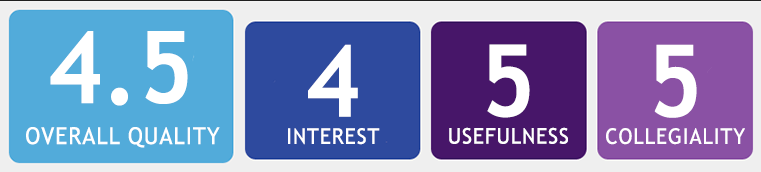 4.5
OVERALL QUALITY
4
INTEREST
5
USEFULNESS
5
COLLEGIALITY